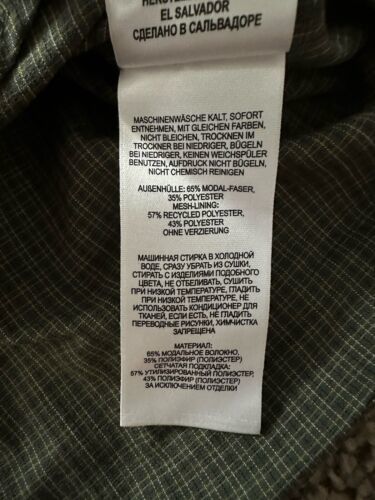 EL SALVADOR
СДЕЛАНО В САЛЬВАДОРЕ
MASCHINENWÄSCHE KALT, SOFORT
ENTNEHMEN, MIT GLEICHEN FARBEN,
NICHT BLEICHEN, TROCKNEN IM
TROCKNER BEI NIEDRIGER, BÜGELN
BEI NIEDRIGER, KEINEN WEICHSPÜLER
BENUTZEN, AUFDRUCK NICHT BÜGELN,
NICHT CHEMISCH REINIGEN
AUßENHÜLLE: 65% MODAL-FASER,
35% POLYESTER
MESH-LINING:
57% RECYCLED POLYESTER,
43% POLYESTER
OHNE VERZIERUNG
МАШИННАЯ СТИРКА В ХОЛОДНОЙ
ВОДЕ, СРАЗУ УБРАТЬ ИЗ СУШКИ,
СТИРАТЬ С ИЗДЕЛИЯМИ ПОДОБНОГО
ЦВЕТА, НЕ ОТБЕЛИВАТЬ, СУШИТЬ
ПРИ НИЗКОЙ ТЕМПЕРАТУРЕ, ГЛАДИТЬ
ПРИ НИЗКОЙ ТЕМПЕРАТУРЕ, НЕ
ИСПОЛЬЗОВАТЬ КОНДИЦИОНЕР ДЛЯ
ТКАНЕЙ, ЕСЛИ ЕСТЬ, НЕ ГЛАДИТЬ
ПЕРЕВОДНЫЕ РИСУНКИ, ХИМЧИСТКА
ЗАПРЕЩЕНА
МАТЕРИАЛ:
65% МОДАЛЬНОЕ ВОЛОКНО,
35% ПОЛИЭФИР (ПОЛИЭСТЕР)
СЕТЧАТАЯ ПОДКЛАДКА:
57% УТИЛИЗИРОВАННЫЙ ПОЛИЭСТЕР,
43% ПОЛИЭФИР (ПОЛИЭСТЕР)
ЗА ИСКЛЮЧЕНИЕМ ОТДЕЛКИ